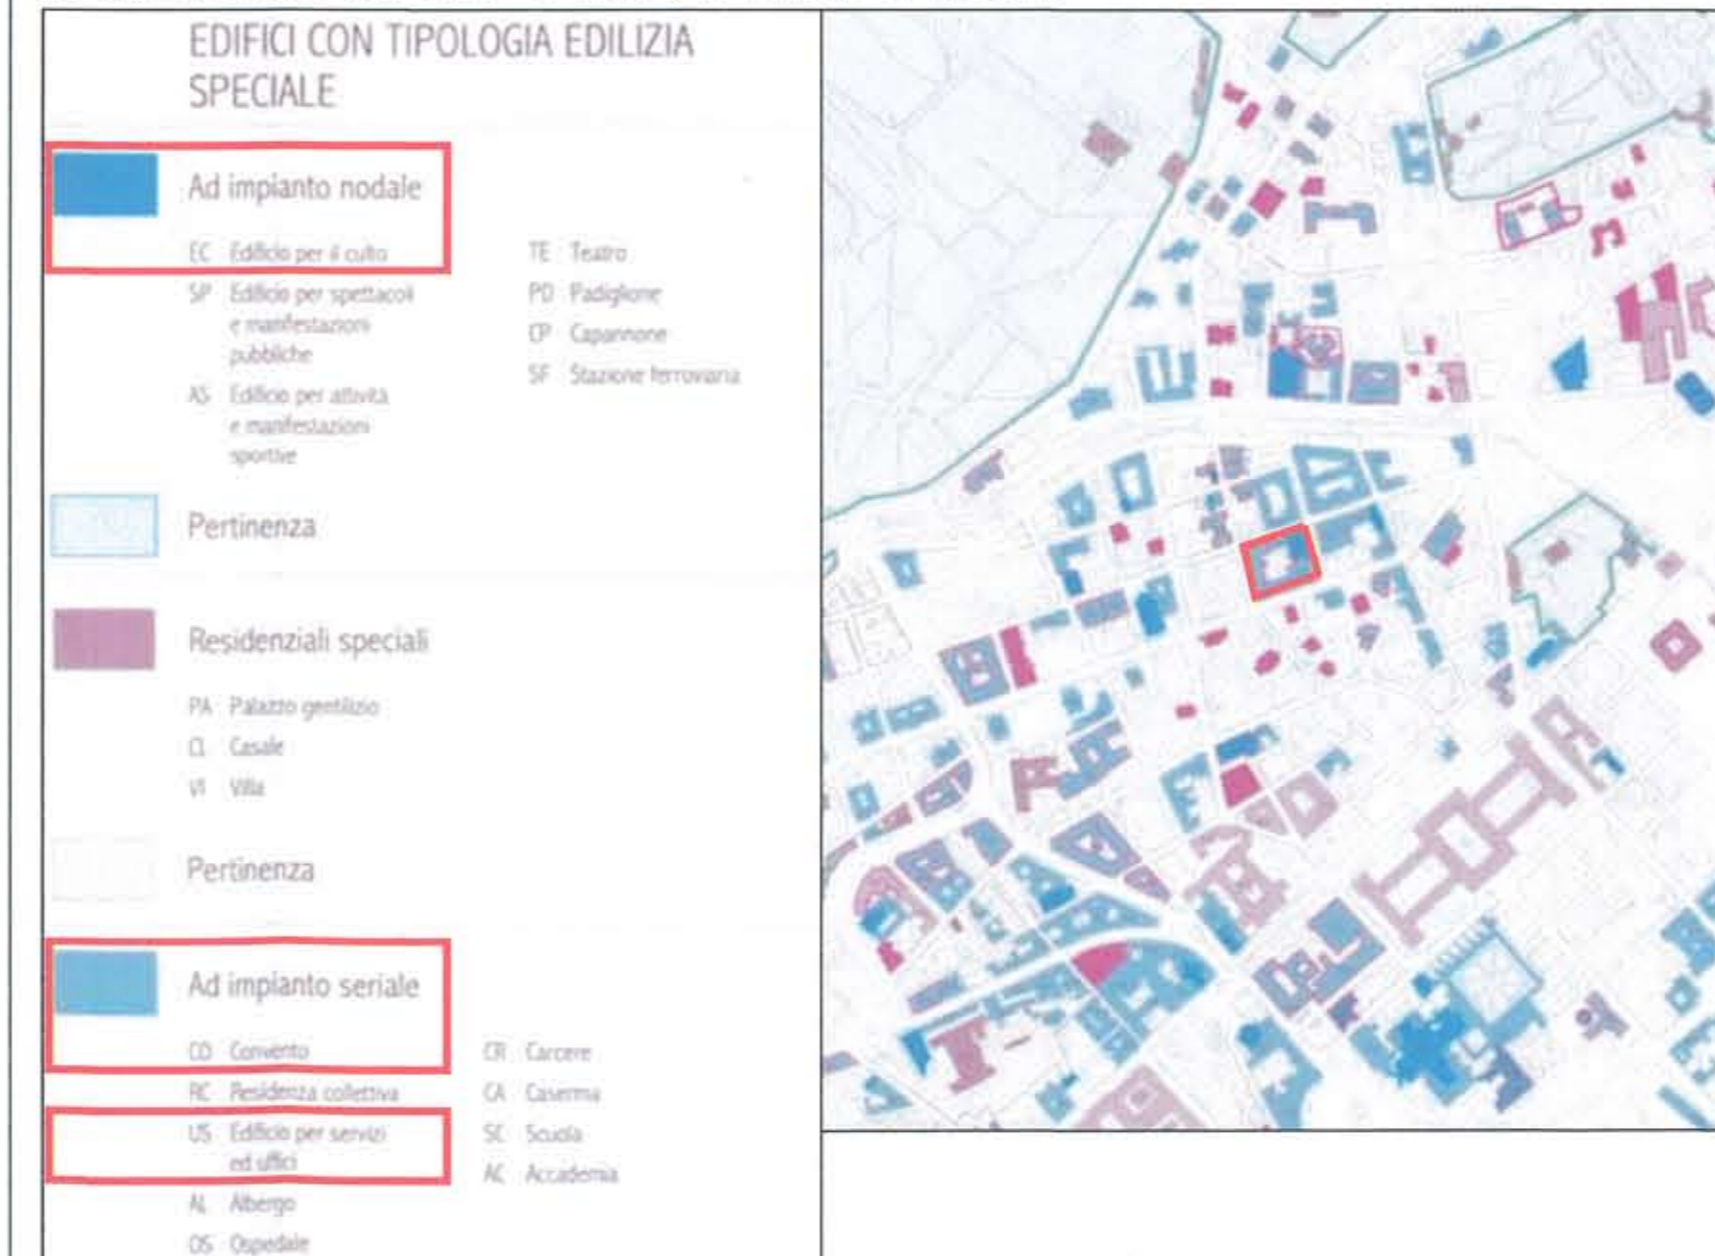 EDIFICI CON TIPOLOGIA EDILIZIA
SPECIALE
Ad impianto nodale
EC Edificio per il culto
SP Edificio per spettacoli
e manifestazioni
pubbliche
AS Edificio per attività
e manifestazioni
sportive
TE Teatro
PD Padiglione
CP Capannone
SF Stazione ferroviaria
Pertinenza
Residenziali speciali
PA Palazzo gentilizio
CL Casale
VI Villa
Pertinenza
Ad impianto seriale
CO Convento
RC Residenza collettiva
US Edificio per servizi
ed uffici
AL Albergo
OS Ospedale
CR Carcere
CA Caserma
SC Scuola
AC Accademia